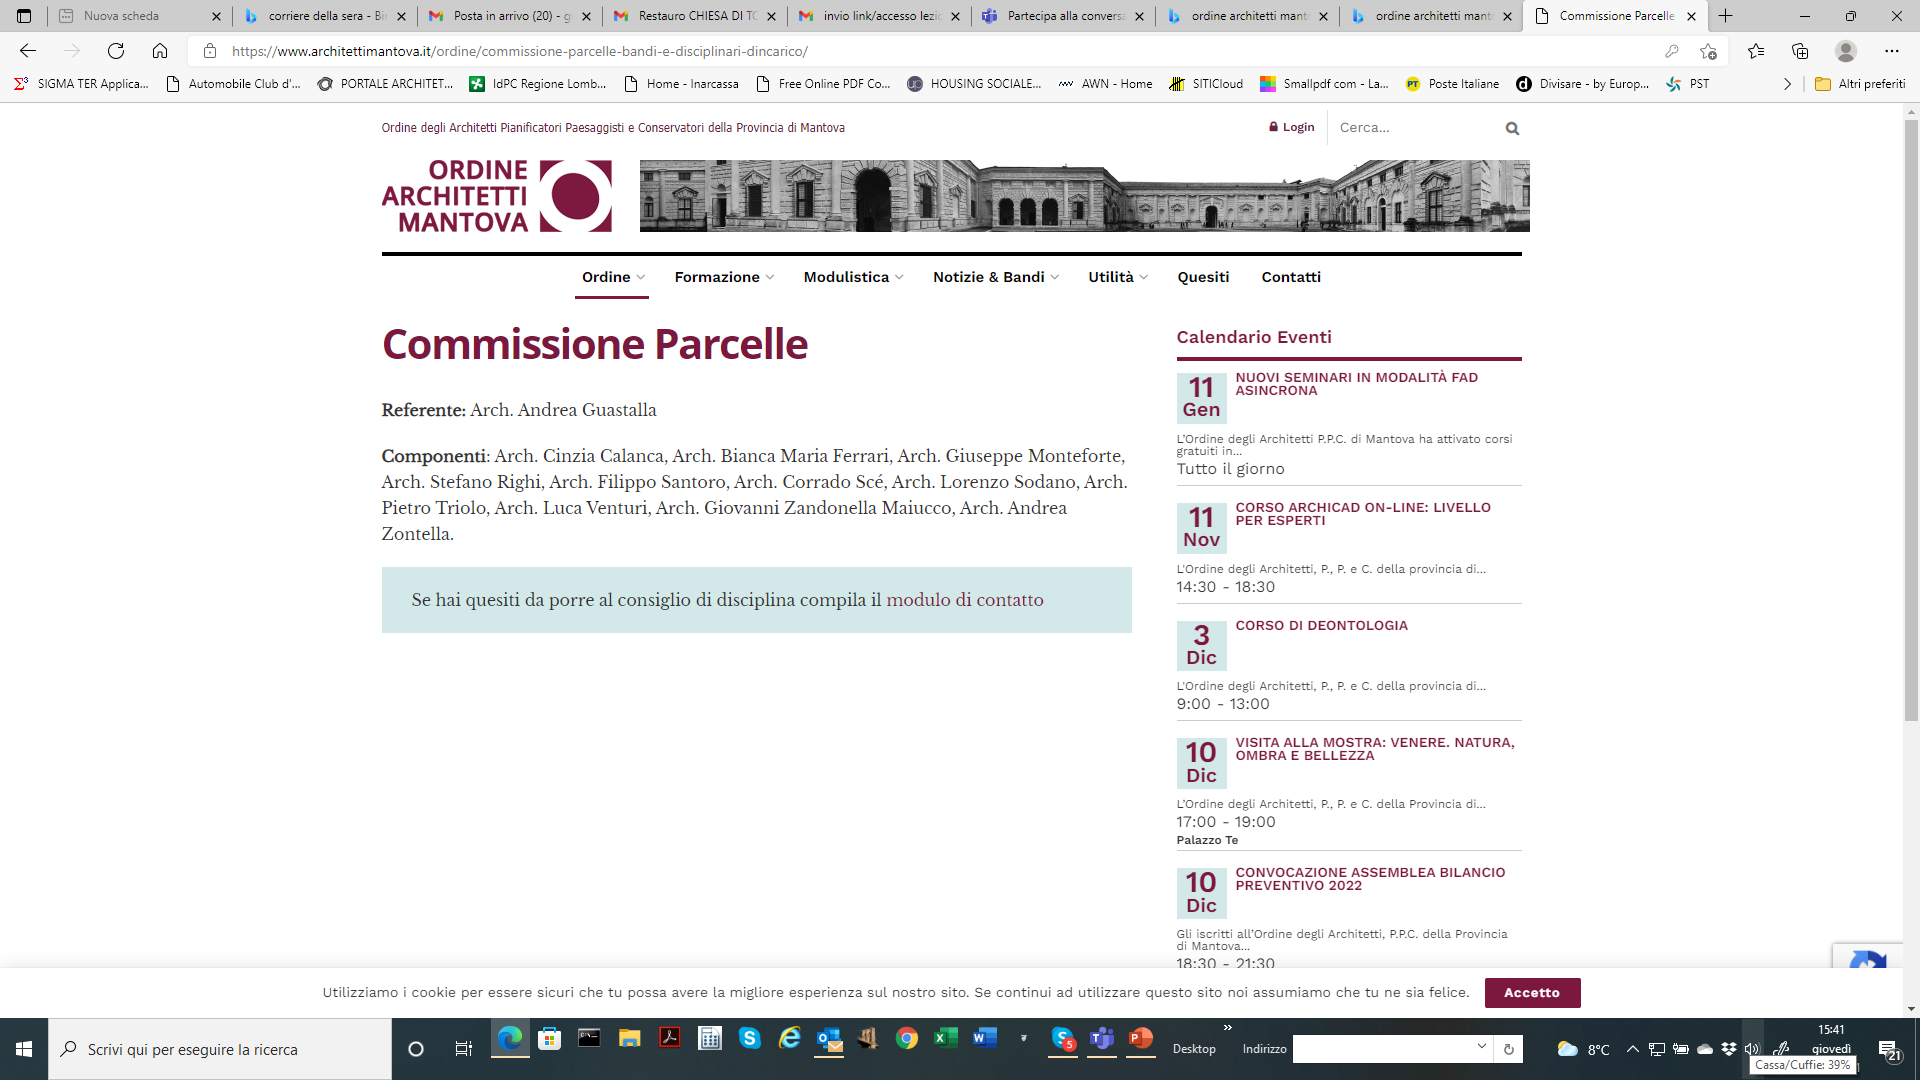 Nuova scheda
corriere della sera - Bi
Posta in arrivo (20) - g
Restauro CHIESA DI TO
invio link/accesso lezi
Partecipa alla conversa
ordine architetti mant
ordine architetti mant
Commissione Parcelle
https://www.architettimantova.it/ordine/commissione-parcelle-bandi-e-disciplinari-dincarico/
SIGMA TER Applica...
Automobile Club d'...
PORTALE ARCHITET...
IdPC Regione Lomb...
Home - Inarcassa
Free Online PDF Co...
HOUSING SOCIALE...
AWN - Home
SITICloud
Smallpdf com - La...
Poste Italiane
Divisare - by Europ...
PST
Altri preferiti
Ordine degli Architetti Pianificatori Paesaggisti e Conservatori della Provincia di Mantova
Login
Cerca...
ORDINE
ARCHITETTI
MANTOVA
Ordine
Formazione
Modulistica
Notizie & Bandi
Utilità
Quesiti
Contatti
Commissione Parcelle
Referente: Arch. Andrea Guastalla
Componenti: Arch. Cinzia Calanca, Arch. Bianca Maria Ferrari, Arch. Giuseppe Monteforte,
Arch. Stefano Righi, Arch. Filippo Santoro, Arch. Corrado Scé, Arch. Lorenzo Sodano, Arch.
Pietro Triolo, Arch. Luca Venturi, Arch. Giovanni Zandonella Maiucco, Arch. Andrea
Zontella.
Se hai quesiti da porre al consiglio di disciplina compila il modulo di contatto
Calendario Eventi
11
Gen
NUOVI SEMINARI IN MODALITÀ FAD
ASINCRONA
L'Ordine degli Architetti P.P.C. di Mantova ha attivato corsi
gratuiti in...
Tutto il giorno
11
Nov
CORSO ARCHICAD ON-LINE: LIVELLO
PER ESPERTI
L'Ordine degli Architetti, P., P. e C. della provincia di...
14:30 - 18:30
3
Dic
CORSO DI DEONTOLOGIA
L'Ordine degli Architetti, P., P. e C. della provincia di...
9:00 - 13:00
10
Dic
VISITA ALLA MOSTRA: VENERE. NATURA,
OMBRA E BELLEZZA
L'Ordine degli Architetti, P., P. e C. della Provincia di...
17:00 - 19:00
Palazzo Te
10
Dic
CONVOCAZIONE ASSEMBLEA BILANCIO
PREVENTIVO 2022
Gli iscritti all'Ordine degli Architetti, P.P.C. della Provincia
di Mantova...
18:30 - 21:30
Utilizziamo i cookie per essere sicuri che tu possa avere la migliore esperienza sul nostro sito. Se continui ad utilizzare questo sito noi assumiamo che tu ne sia felice.
Accetto
Scrivi qui per eseguire la ricerca
Desktop
Indirizzo
8°C
15:41
giovedì
Cassa/Cuffie: 39%
21